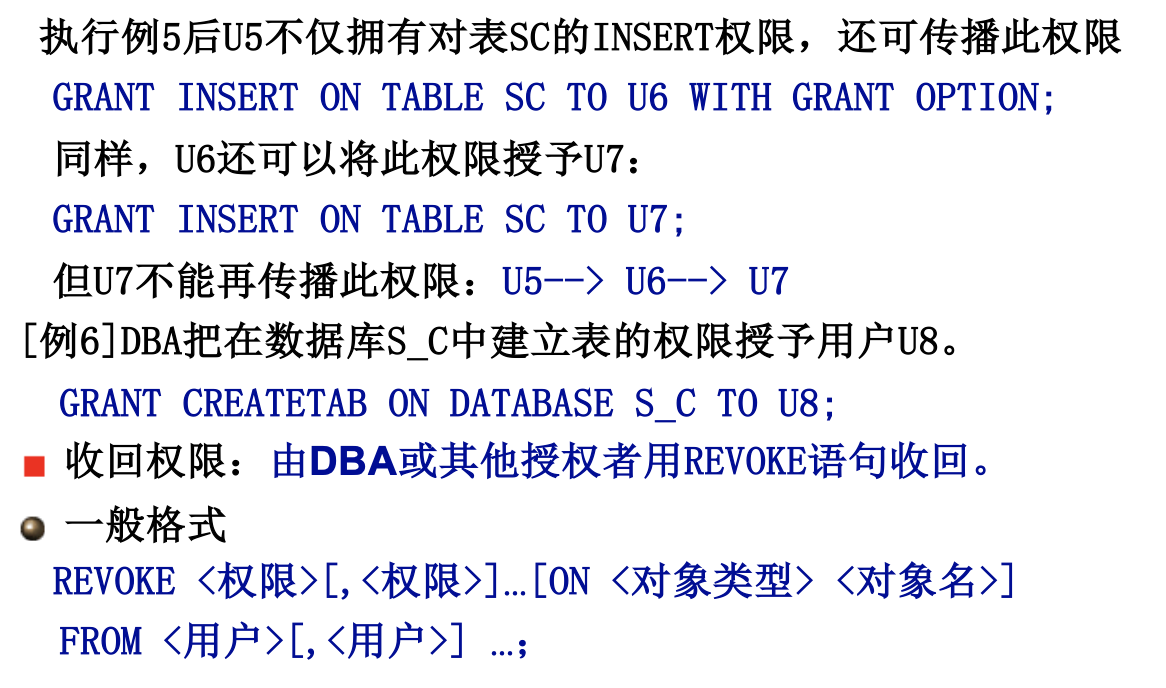 执行例5后U5不仅拥有对表SC的INSERT权限，还可传播此权限
GRANT INSERT ON TABLE SC TO U6 WITH GRANT OPTION;
同样，U6还可以将此权限授予U7：
GRANT INSERT ON TABLE SC TO U7;
但U7不能再传播此权限：U5--> U6--> U7
[例6]DBA把在数据库S_C中建立表的权限授予用户U8。
GRANT CREATETAB ON DATABASE S_C TO U8;
收回权限：由DBA或其他授权者用REVOKE语句收回。
一般格式
REVOKE <权限>[,<权限>]…[ON <对象类型> <对象名>]
FROM <用户>[,<用户>] …;